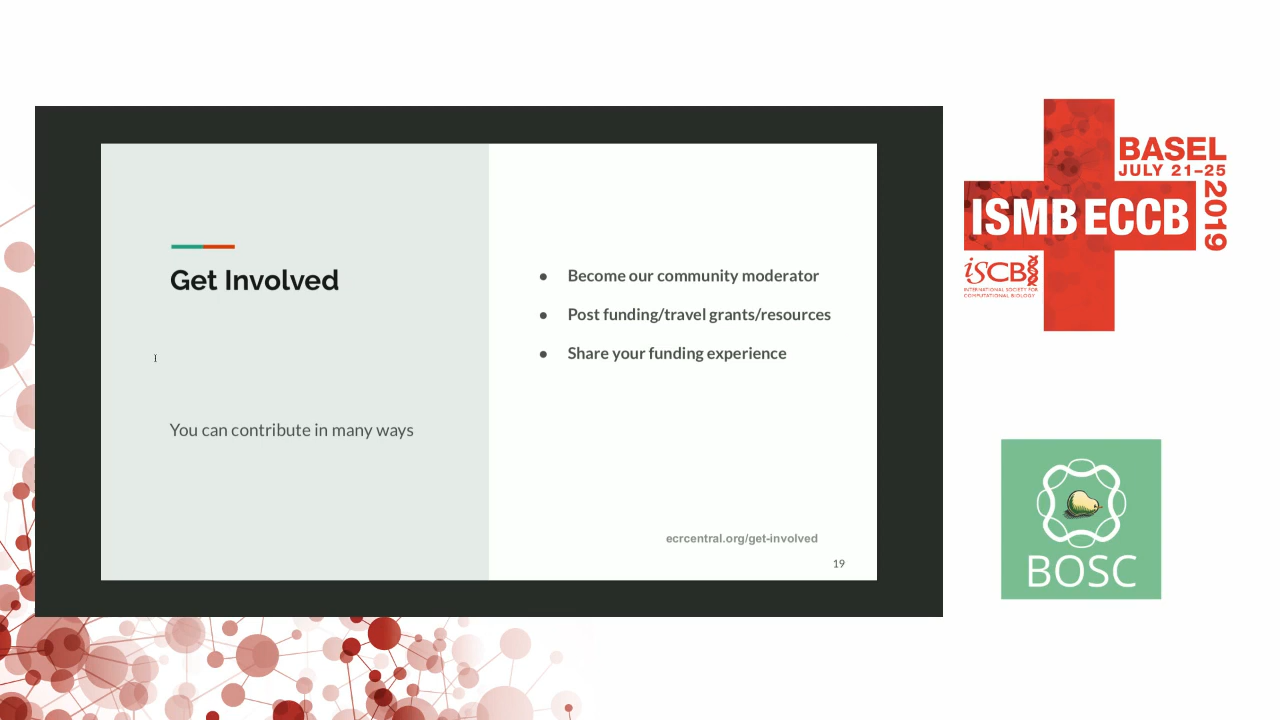 Get Involved
You can contribute in many ways
● Become our community moderator
● Post funding/travel grants/resources
● Share your funding experience
ecrcentral.org/get-involved
19
BASEL
JULY 21–25
2019
ISMB ECCB
iSCB
INTERNATIONAL SOCIETY FOR
COMPUTATIONAL BIOLOGY
BOSC